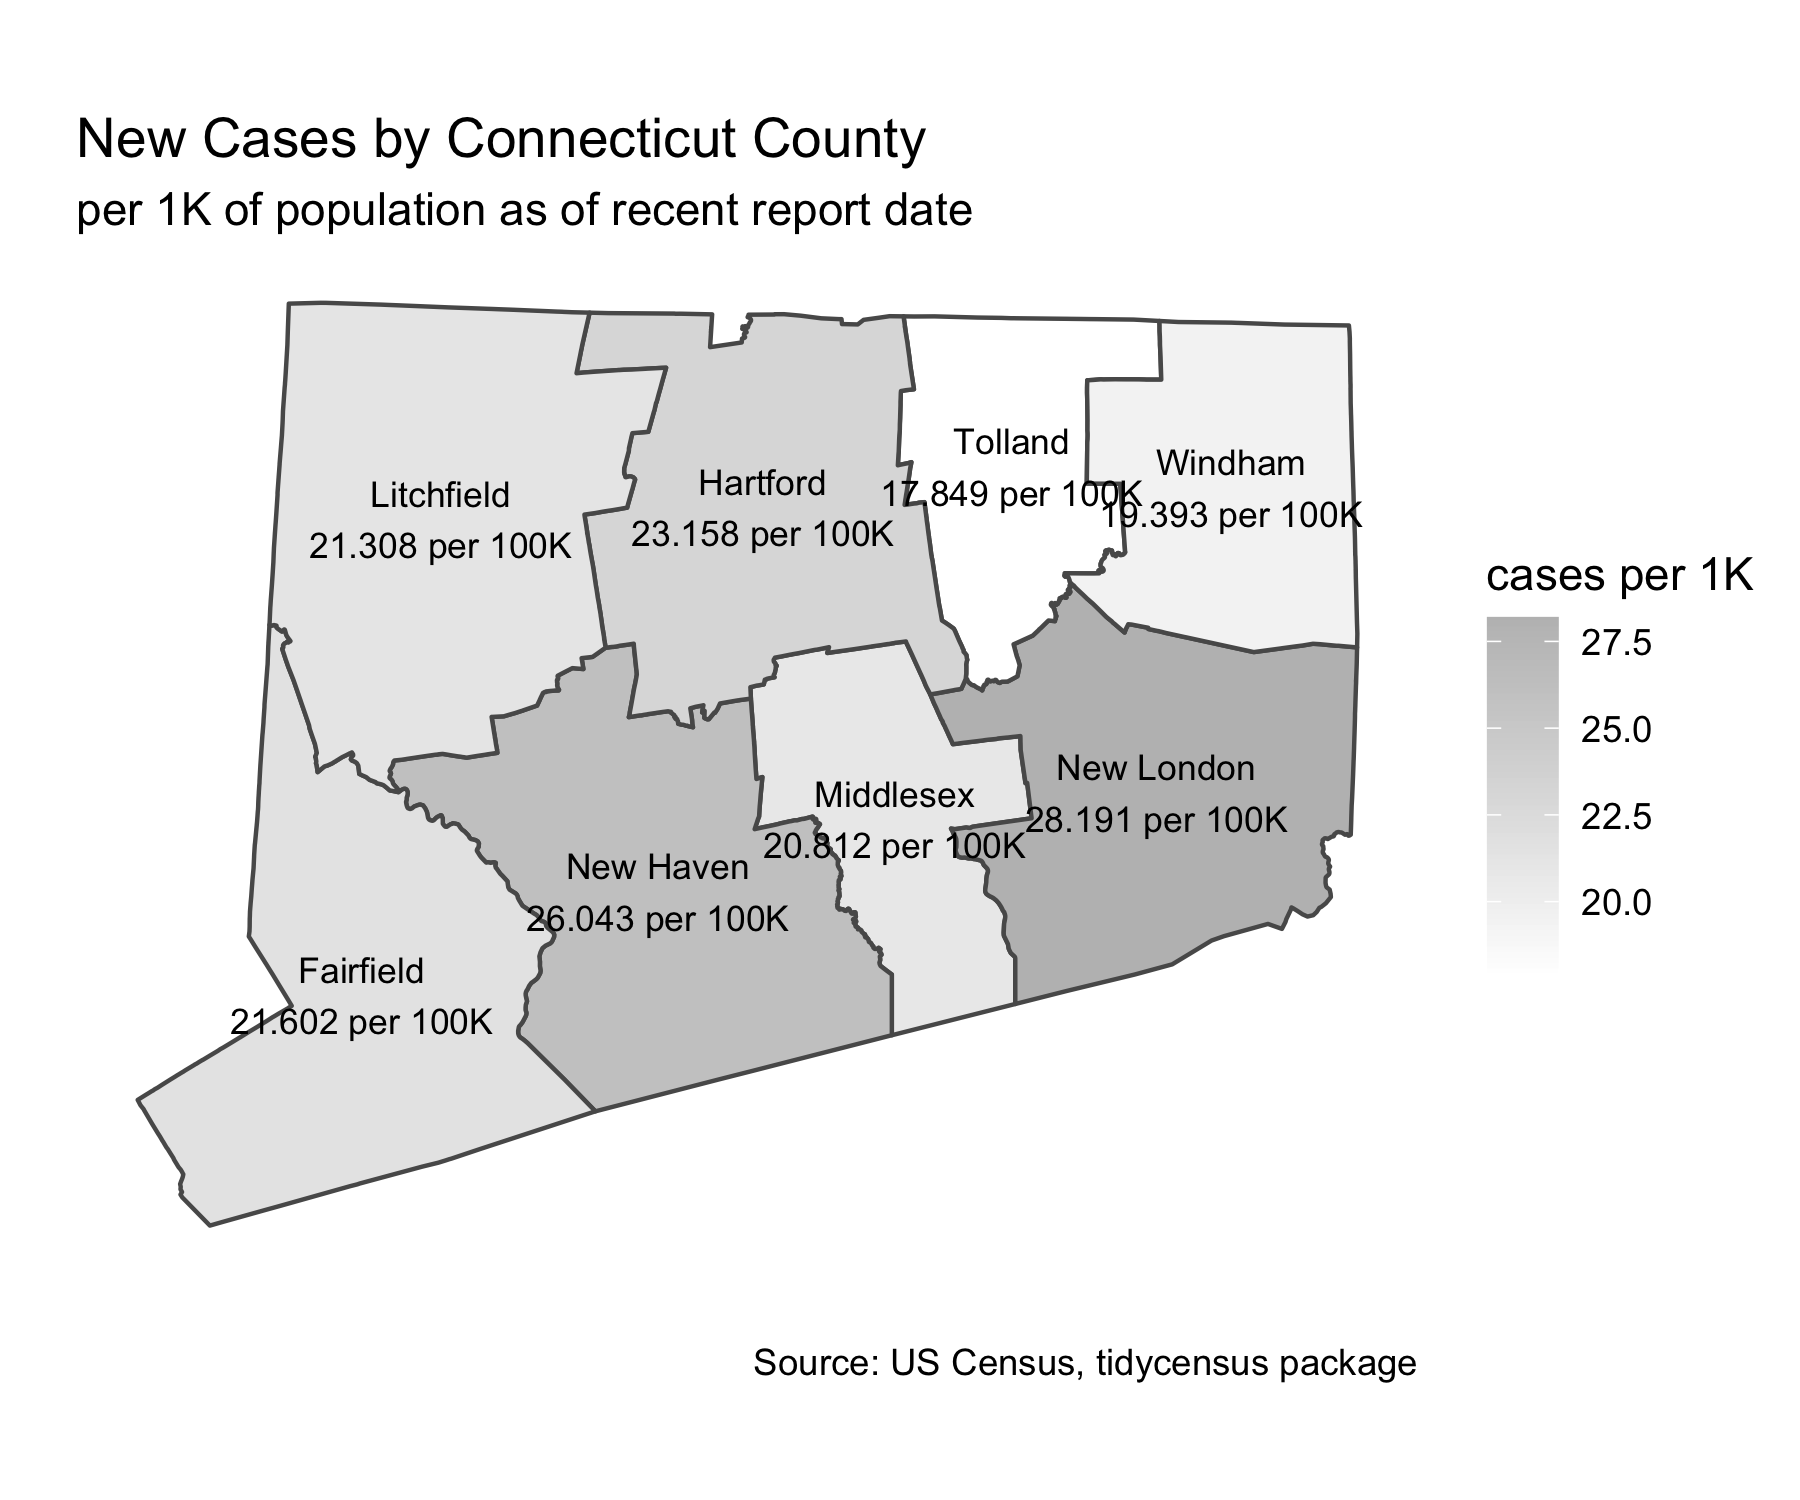 New Cases by Connecticut County
per 1K of population as of recent report date
Tolland
17.849 per 100K
Windham
19.393 per 100K
Hartford
23.158 per 100K
Litchfield
21.308 per 100K
cases per 1K
27.5
25.0
22.5
20.0
New London
28.191 per 100K
Middlesex
20.812 per 100K
New Haven
26.043 per 100K
Fairfield
21.602 per 100K
Source: US Census, tidycensus package